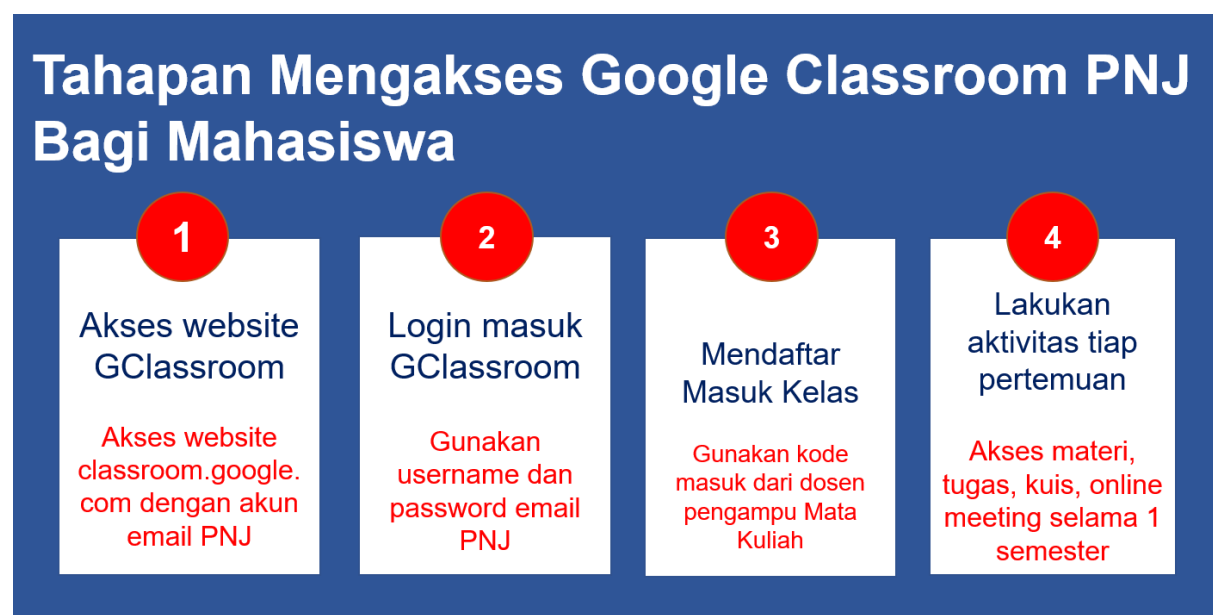 Tahapan Mengakses Google Classroom PNJ
Bagi Mahasiswa
1
Akses website
GClassroom
Akses website
classroom.google.
com dengan akun
email PNJ
2
Login masuk
GClassroom
Gunakan
username dan
password email
PNJ
3
Mendaftar
Masuk Kelas
Gunakan kode
masuk dari dosen
pengampu Mata
Kuliah
4
Lakukan
aktivitas tiap
pertemuan
Akses materi,
tugas, kuis, online
meeting selama 1
semester